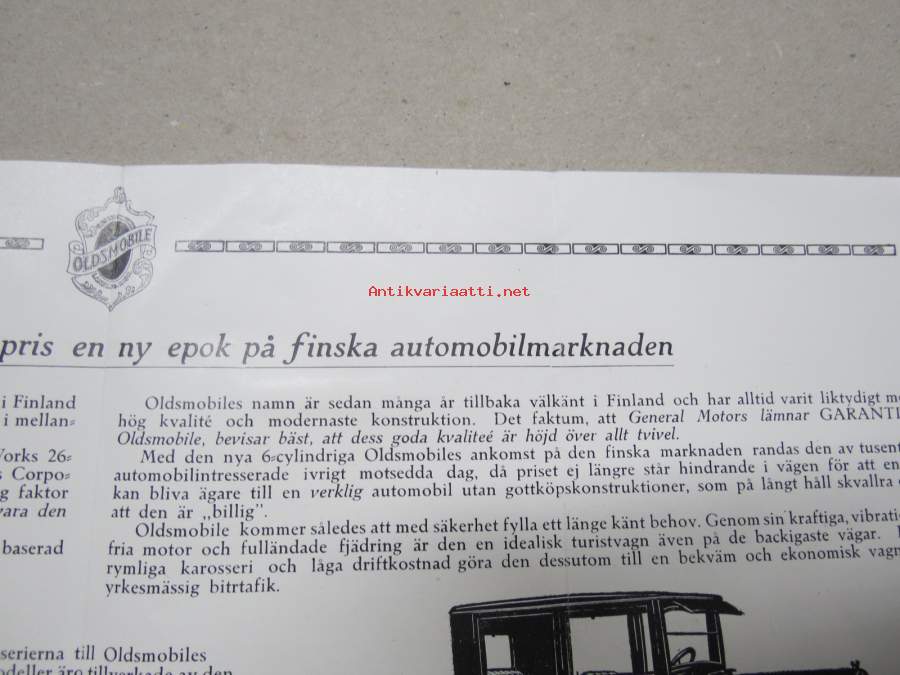 OLDSMOBILE
Antikvariaatti.net
pris en ny epok på finska automobilmarknaden
i Finland
i mellan-
Works 26-
Corpo-
faktor
vara den
baserad
Oldsmobiles namn är sedan många år tillbaka välkänt i Finland och har alltid varit liktydigt
hög kvalité och modernaste konstruktion. Det faktum, att General Motors lämnar GARANTI
Oldsmobile, bevisar bäst, att dess goda kvaliteé är höjd över allt tvivel.
Med den nya 6-cylindriga Oldsmobiles ankomst på den finska marknaden randas den av tusent
automobilintresserade ivrigt motsedda dag, då priset ej längre står hindrande i vägen för att en
kan bliva ägare till en verklig automobil utan gottköpskonstruktioner, som på långt håll skvallra
att den är „billig".
Oldsmobile kommer således att med säkerhet fylla ett länge känt behov. Genom sin kraftiga, vibratio
fria motor och fulländade fjädring är den en idealisk turistvagn även på de backigaste vägar.
rymliga karosseri och låga driftkostnad göra den dessutom till en bekväm och ekonomisk vagn
yrkesmässig bitrtafik.
serierna till Oldsmobiles
odeller äro tillverkade av den